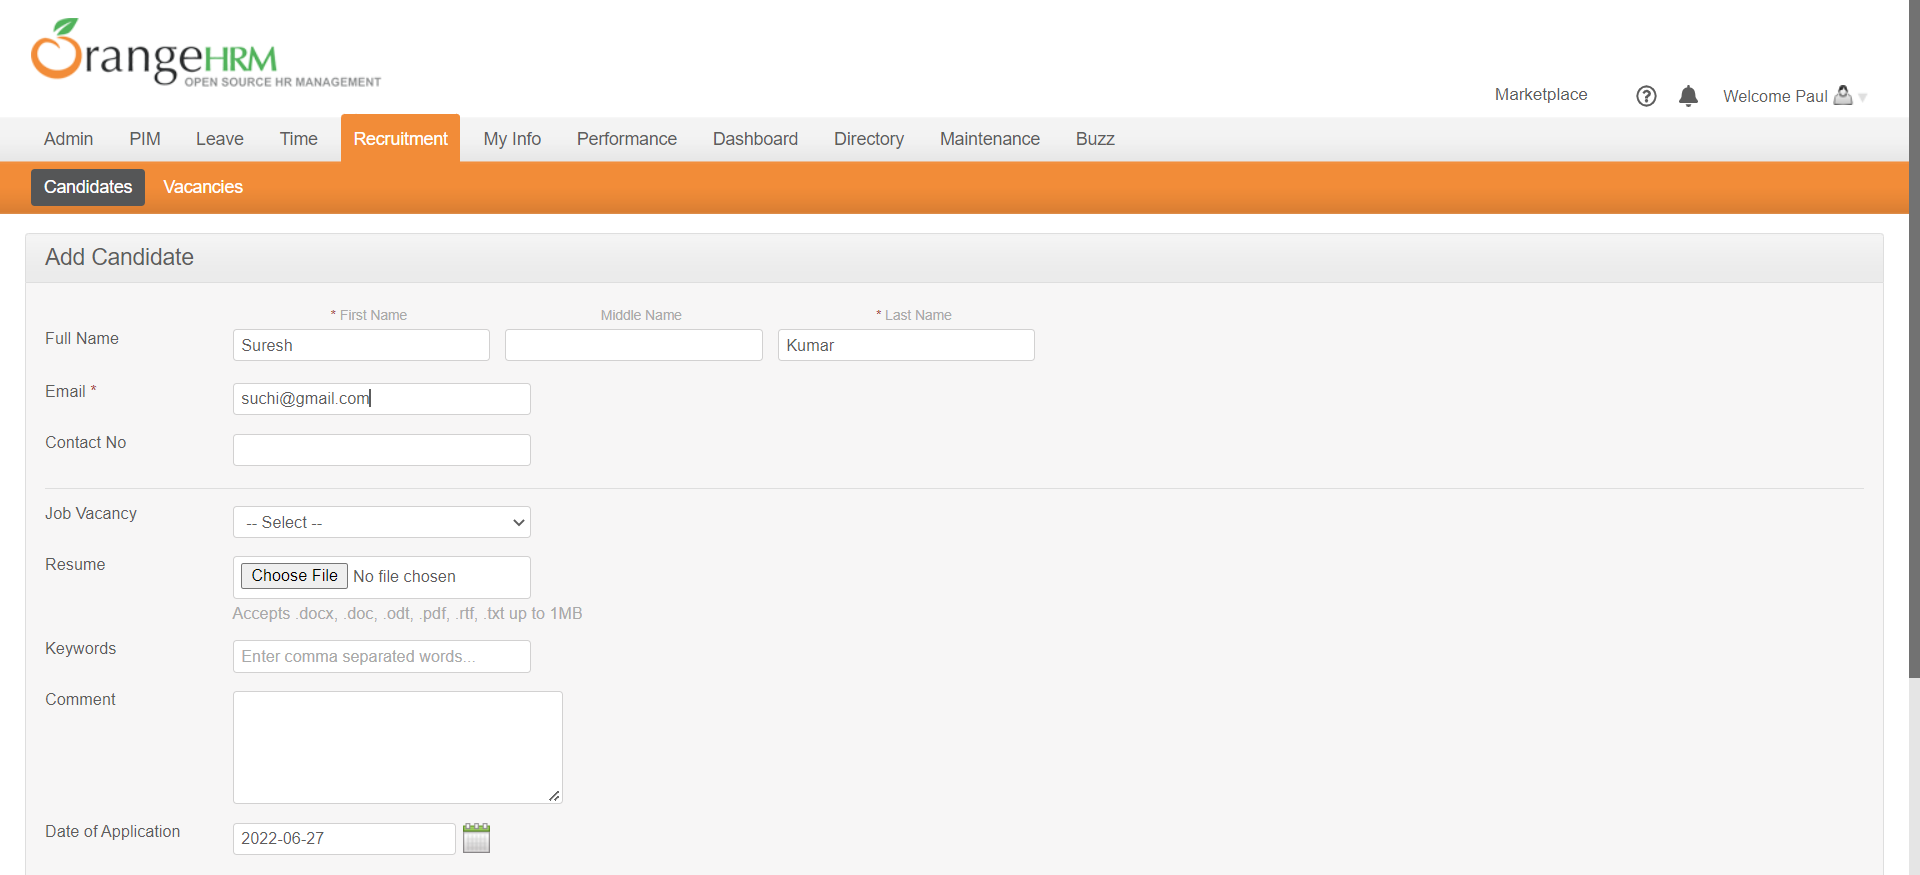 OrangeHRM
OPEN SOURCE HR MANAGEMENT
Marketplace
Welcome Paul
Admin PIM Leave Time Recruitment My Info Performance Dashboard Directory Maintenance Buzz
Candidates Vacancies
Add Candidate
* First Name Middle Name * Last Name
Full Name Suresh Kumar
Email * suchi@gmail.com
Contact No
Job Vacancy -- Select --
Resume Choose File No file chosen
Accepts .docx, .doc, .odt, .pdf, .rtf, .txt up to 1MB
Keywords Enter comma separated words...
Comment
Date of Application 2022-06-27